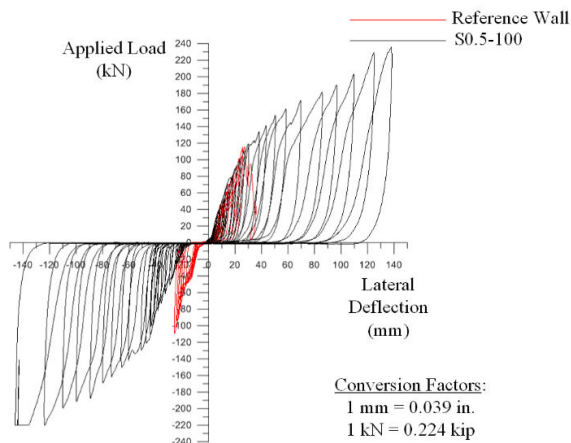 Reference Wall
S0.5-100
Applied Load
(kN)
240
220
200
180
160
140
120
100
80
60
40
20
0
-140 -120 -100 -80 -60 -40 -20 0 20 40 60 80 100 120 140
-20
-40
-60
-80
-100
-120
-140
-160
-180
-200
-220
-240
Lateral
Deflection
(mm)
Conversion Factors:
1 mm = 0.039 in.
1 kN = 0.224 kip